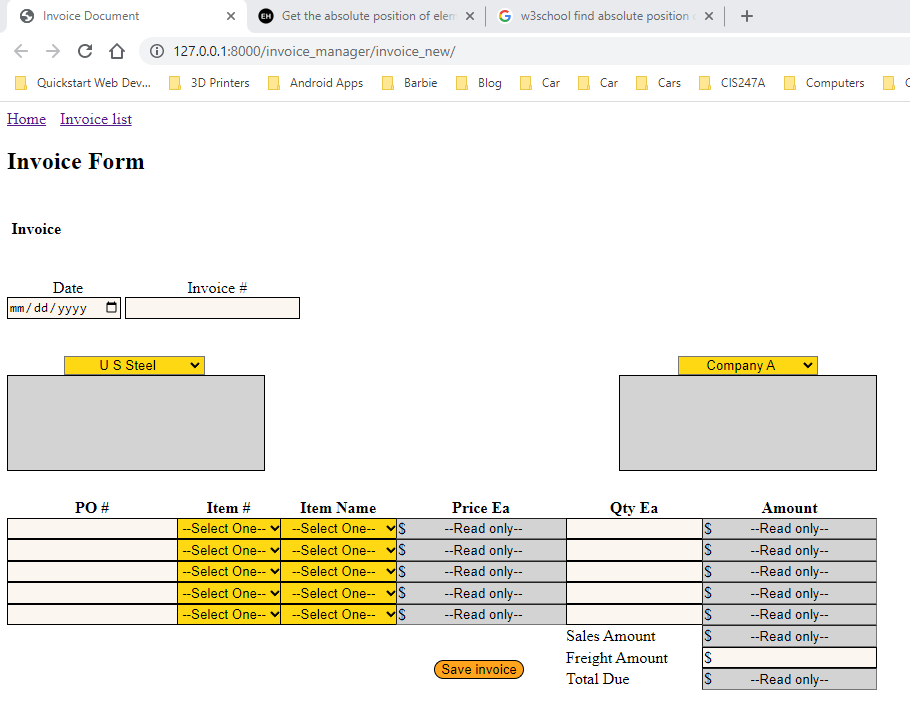 Invoice Document Get the absolute position of elem w3school find absolute position
127.0.0.1:8000/invoice_manager/invoice_new/
Quickstart Web Dev... 3D Printers Android Apps Barbie Blog Car Car Cars CIS247A Computers
Home Invoice list
Invoice Form
Invoice
Date Invoice #
mm/dd/yyyy
U S Steel Company A
PO # Item # Item Name Price Ea Qty Ea Amount
--Select One-- --Select One-- $ --Read only-- $ --Read only--
--Select One-- --Select One-- $ --Read only-- $ --Read only--
--Select One-- --Select One-- $ --Read only-- $ --Read only--
--Select One-- --Select One-- $ --Read only-- $ --Read only--
--Select One-- --Select One-- $ --Read only-- $ --Read only--
Sales Amount $ --Read only--
Freight Amount $
Save invoice
Total Due $ --Read only--